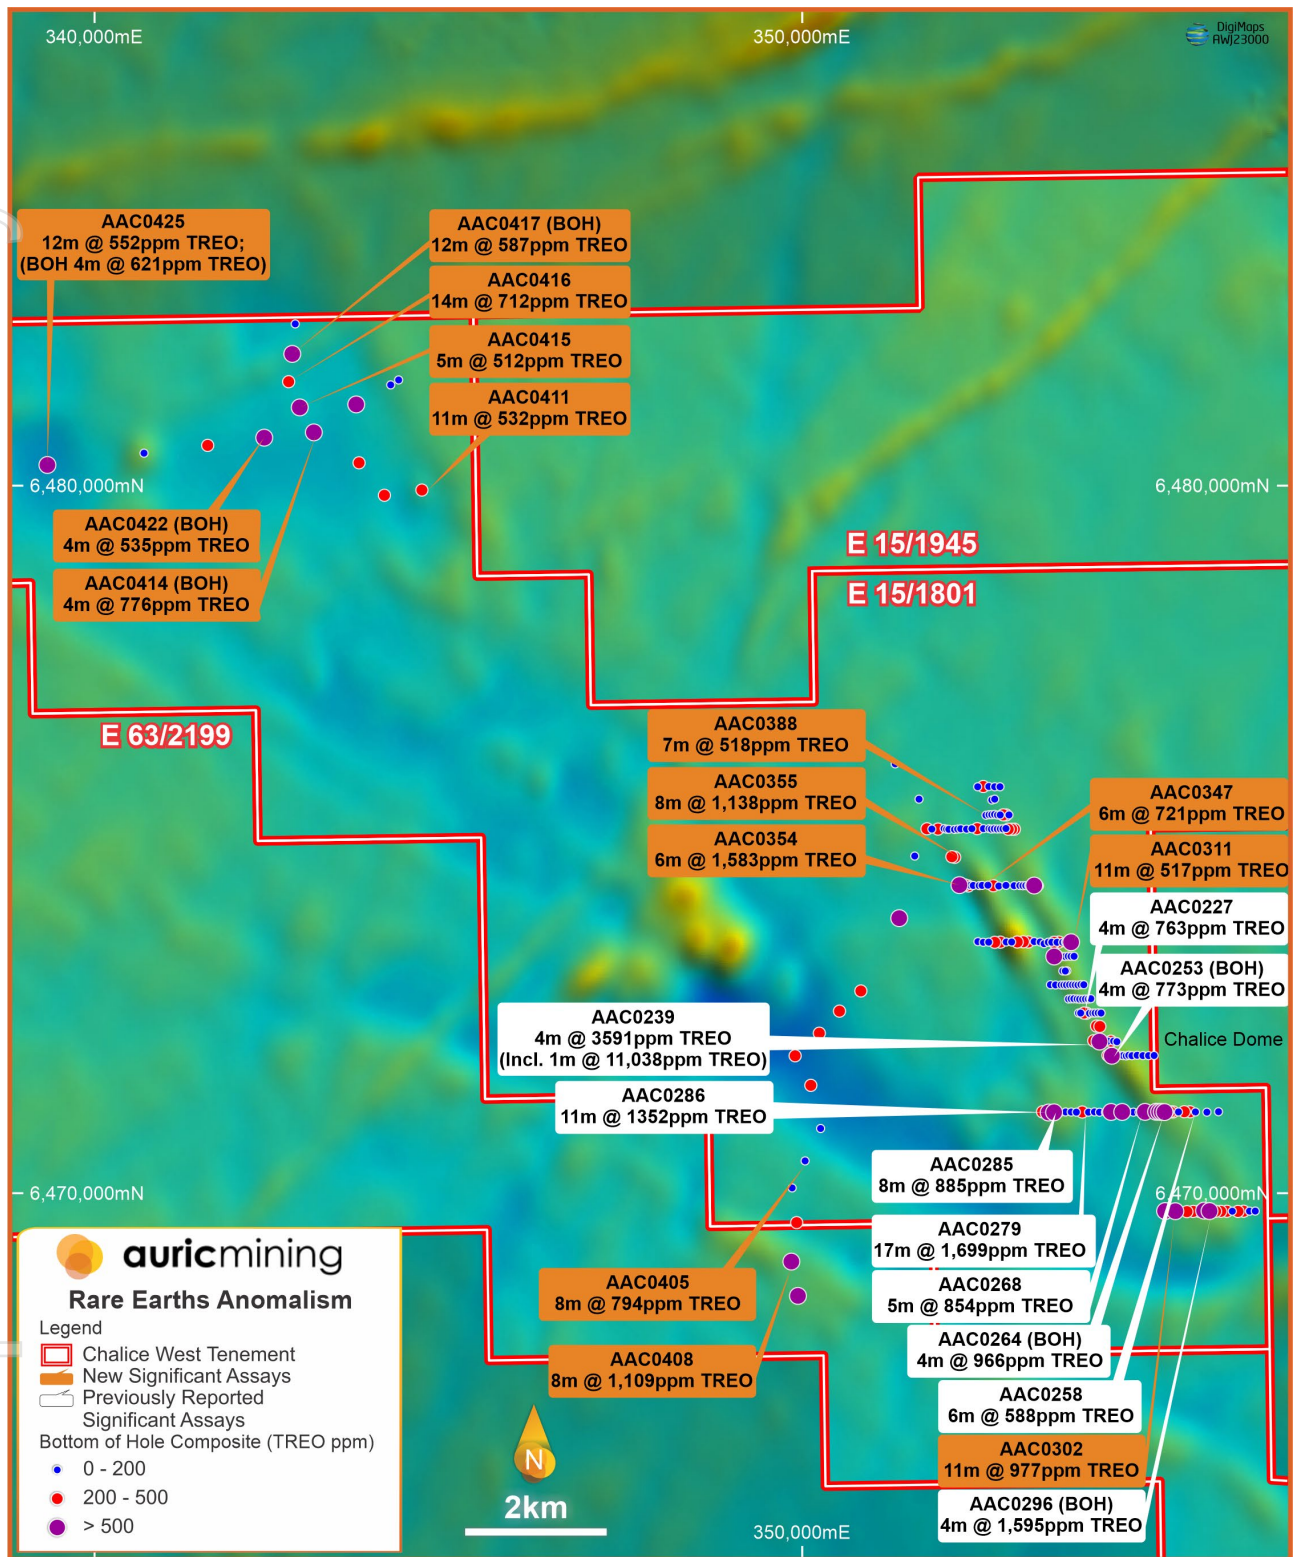 340,000mE
350,000mE
DigiMaps
AWJ23000
AAC0425
12m @ 552ppm TREO;
(BOH 4m @ 621ppm TREO)
AAC0417 (BOH)
12m @ 587ppm TREO
AAC0416
14m @ 712ppm TREO
AAC0415
5m @ 512ppm TREO
AAC0411
11m @ 532ppm TREO
6,480,000mN
6,480,000mN
AAC0422 (BOH)
4m @ 535ppm TREO
AAC0414 (BOH)
4m @ 776ppm TREO
E 15/1945
E 15/1801
E 63/2199
AAC0388
7m @ 518ppm TREO
AAC0355
8m @ 1,138ppm TREO
AAC0354
6m @ 1,583ppm TREO
AAC0347
6m @ 721ppm TREO
AAC0311
11m @ 517ppm TREO
AAC0227
4m @ 763ppm TREO
AAC0253 (BOH)
4m @ 773ppm TREO
Chalice Dome
AAC0239
4m @ 3591ppm TREO
(Incl. 1m @ 11,038ppm TREO)
AAC0286
11m @ 1352ppm TREO
AAC0285
8m @ 885ppm TREO
6,470,000mN
6,470,000mN
AAC0279
17m @ 1,699ppm TREO
AAC0268
5m @ 854ppm TREO
AAC0264 (BOH)
4m @ 966ppm TREO
AAC0258
6m @ 588ppm TREO
AAC0302
11m @ 977ppm TREO
AAC0296 (BOH)
4m @ 1,595ppm TREO
AAC0405
8m @ 794ppm TREO
AAC0408
8m @ 1,109ppm TREO
auricmining
Rare Earths Anomalism
Legend
Chalice West Tenement
New Significant Assays
Previously Reported
Significant Assays
Bottom of Hole Composite (TREO ppm)
0 - 200
200 - 500
> 500
N
2km
350,000mE